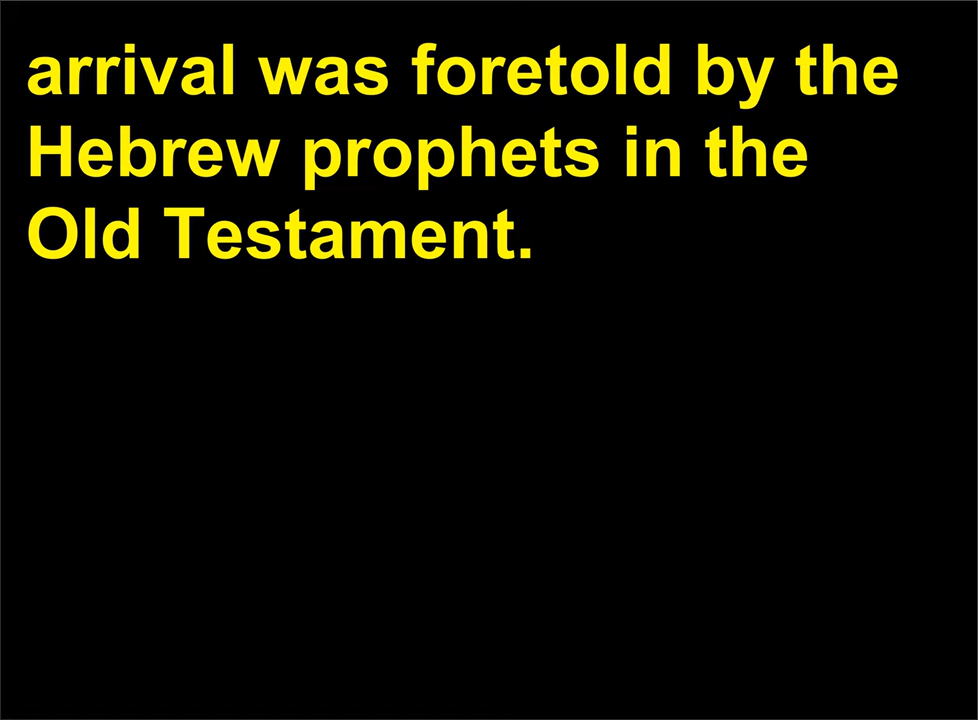 arrival was foretold by the
Hebrew prophets in the
Old Testament.